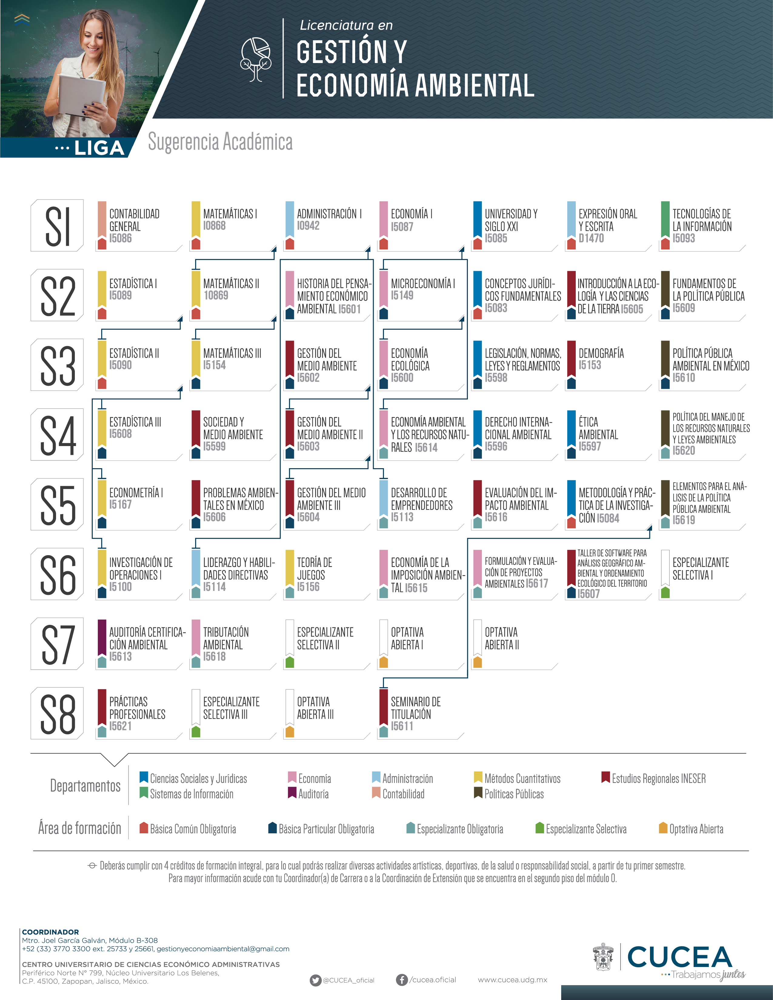 Licenciatura en
GESTIÓN Y
ECONOMÍA AMBIENTAL
··· LIGA
Sugerencia Académica
S1
CONTABILIDAD
GENERAL
I5086
MATEMÁTICAS I
I0868
ADMINISTRACIÓN I
I0942
ECONOMÍA I
I5087
UNIVERSIDAD Y
SIGLO XXI
I5085
EXPRESIÓN ORAL
Y ESCRITA
D1470
TECNOLOGÍAS DE
LA INFORMACIÓN
I5093
S2
ESTADÍSTICA I
I5089
MATEMÁTICAS II
10869
HISTORIA DEL PENSA-
MIENTO ECONÓMICO
AMBIENTAL I5601
MICROECONOMÍA I
I5149
CONCEPTOS JURÍDI-
COS FUNDAMENTALES
I5083
INTRODUCCIÓN A LA ECO-
LOGÍA Y LAS CIENCIAS
DE LA TIERRA I5605
FUNDAMENTOS DE
LA POLÍTICA PÚBLICA
I5609
S3
ESTADÍSTICA II
I5090
MATEMÁTICAS III
I5154
GESTIÓN DEL
MEDIO AMBIENTE
I5602
ECONOMÍA
ECOLÓGICA
I5600
LEGISLACIÓN, NORMAS,
LEYES Y REGLAMENTOS
I5598
DEMOGRAFÍA
I5153
POLÍTICA PÚBLICA
AMBIENTAL EN MÉXICO
I5610
S4
ESTADÍSTICA III
I5608
SOCIEDAD Y
MEDIO AMBIENTE
I5599
GESTIÓN DEL
MEDIO AMBIENTE II
I5603
ECONOMÍA AMBIENTAL
Y LOS RECURSOS NATU-
RALES I5614
DERECHO INTERNA-
CIONAL AMBIENTAL
I5596
ÉTICA
AMBIENTAL
I5597
POLÍTICA DEL MANEJO DE
LOS RECURSOS NATURALES
Y LEYES AMBIENTALES
I5620
S5
ECONOMETRÍA I
I5167
PROBLEMAS AMBIEN-
TALES EN MÉXICO
I5606
GESTIÓN DEL MEDIO
AMBIENTE III
I5604
DESARROLLO DE
EMPRENDEDORES
I5113
EVALUACIÓN DEL IM-
PACTO AMBIENTAL
I5616
METODOLOGÍA Y PRÁC-
TICA DE LA INVESTIGA-
CIÓN I5084
ELEMENTOS PARA EL ANÁ-
LISIS DE LA POLÍTICA
PÚBLICA AMBIENTAL
I5619
S6
INVESTIGACIÓN DE
OPERACIONES I
I5100
LIDERAZGO Y HABILI-
DADES DIRECTIVAS
I5114
TEORÍA DE
JUEGOS
I5156
ECONOMÍA DE LA
IMPOSICIÓN AMBIEN-
TAL I5615
FORMULACIÓN Y EVALUA-
CIÓN DE PROYECTOS
AMBIENTALES I5617
TALLER DE SOFTWARE PARA
ANÁLISIS GEOGRÁFICO AM-
BIENTAL Y ORDENAMIENTO
ECOLÓGICO DEL TERRITORIO
I5607
ESPECIALIZANTE
SELECTIVA I
S7
AUDITORÍA CERTIFICA-
CIÓN AMBIENTAL
I5613
TRIBUTACIÓN
AMBIENTAL
I5618
ESPECIALIZANTE
SELECTIVA II
OPTATIVA
ABIERTA I
OPTATIVA
ABIERTA II
S8
PRÁCTICAS
PROFESIONALES
I5621
ESPECIALIZANTE
SELECTIVA III
OPTATIVA
ABIERTA III
SEMINARIO DE
TITULACIÓN
I5611
Departamentos
Ciencias Sociales y Jurídicas
Economía
Administración
Métodos Cuantitativos
Estudios Regionales INESER
Sistemas de Información
Auditoría
Contabilidad
Políticas Públicas
Área de formación
Básica Común Obligatoria
Básica Particular Obligatoria
Especializante Obligatoria
Especializante Selectiva
Optativa Abierta
Deberás cumplir con 4 créditos de formación integral, para lo cual podrás realizar diversas actividades artísticas, deportivas, de la salud o responsabilidad social, a partir de tu primer semestre.
Para mayor información acude con tu Coordinador(a) de Carrera o a la Coordinación de Extensión que se encuentra en el segundo piso del módulo O.
COORDINADOR
Mtro. Joel García Galván, Módulo B-308
+52 (33) 3770 3300 ext. 25733 y 25661, gestionyeconomiaambiental@gmail.com
CENTRO UNIVERSITARIO DE CIENCIAS ECONÓMICO ADMINISTRATIVAS
Periférico Norte N° 799, Núcleo Universitario Los Belenes,
C.P. 45100, Zapopan, Jalisco, México.
@CUCEA_oficial
/cucea.oficial
www.cucea.udg.mx
CUCEA
···Trabajamos juntos